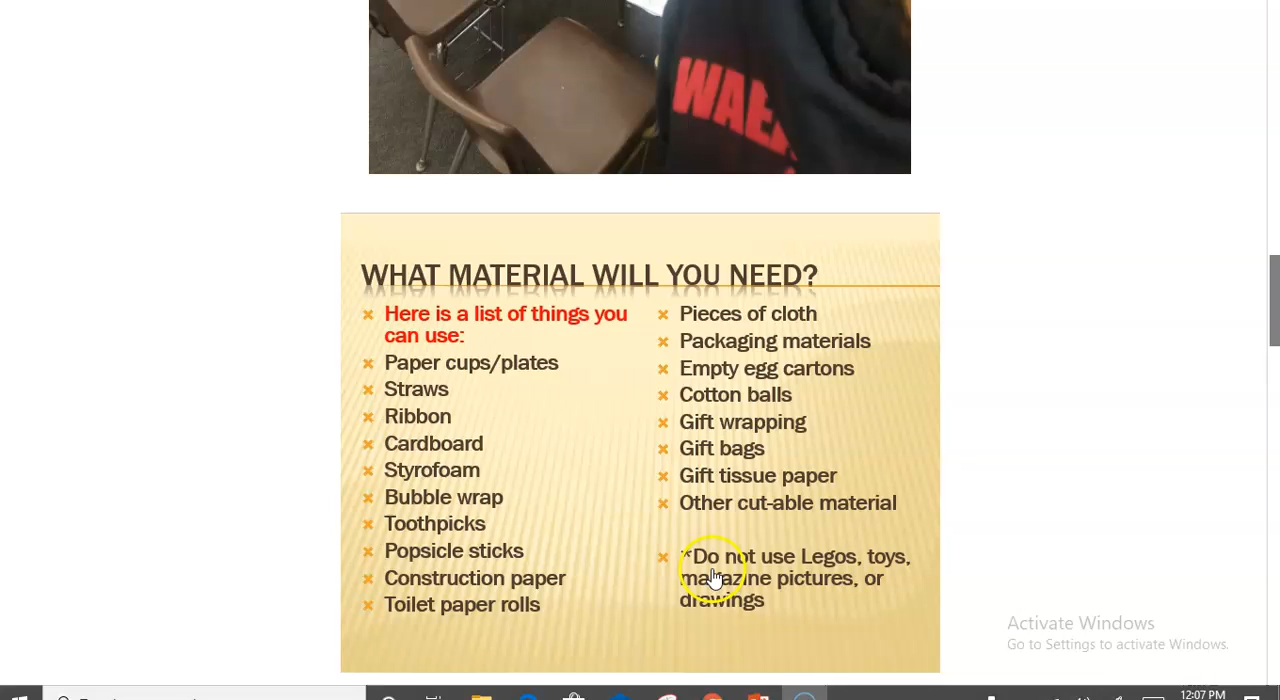 WHAT MATERIAL WILL YOU NEED?
Here is a list of things you
can use:
Paper cups/plates
Straws
Ribbon
Cardboard
Styrofoam
Bubble wrap
Toothpicks
Popsicle sticks
Construction paper
Toilet paper rolls
Pieces of cloth
Packaging materials
Empty egg cartons
Cotton balls
Gift wrapping
Gift bags
Gift tissue paper
Other cut-able material
*Do not use Legos, toys,
magazine pictures, or
drawings
Activate Windows
Go to Settings to activate Windows.
12:07 PM